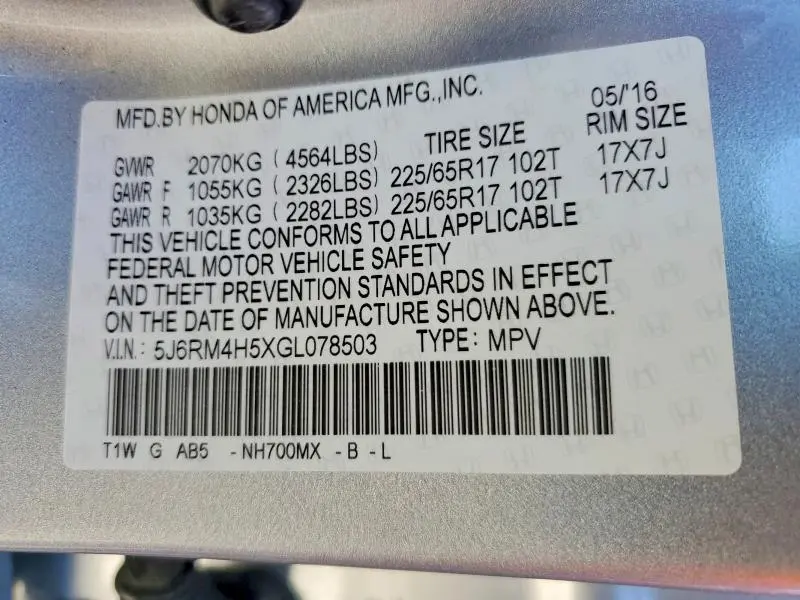 MFD.BY HONDA OF AMERICA MFG.,INC. 05/'16
TIRE SIZE RIM SIZE
GVWR 2070KG ( 4564LBS)
GAWR F 1055KG ( 2326LBS) 225/65R17 102T 17X7J
GAWR R 1035KG ( 2282LBS) 225/65R17 102T 17X7J
THIS VEHICLE CONFORMS TO ALL APPLICABLE
FEDERAL MOTOR VEHICLE SAFETY
AND THEFT PREVENTION STANDARDS IN EFFECT
ON THE DATE OF MANUFACTURE SHOWN ABOVE.
V.I.N: 5J6RM4H5XGL078503 TYPE: MPV
T1W G AB5 -NH700MX -B -L